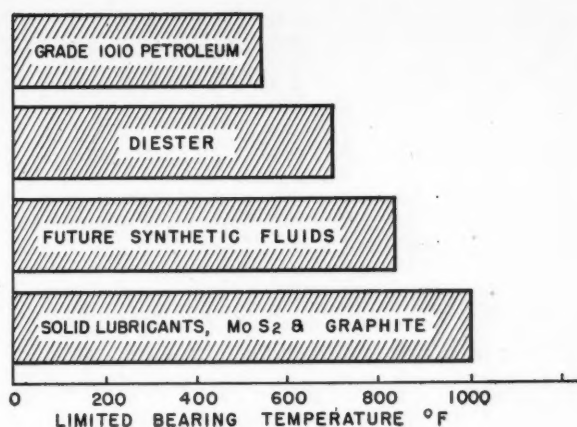 GRADE 1010 PETROLEUM
DIESTER
FUTURE SYNTHETIC FLUIDS
SOLID LUBRICANTS, MoS2 & GRAPHITE
0 200 400 600 800 1000
LIMITED BEARING TEMPERATURE °F